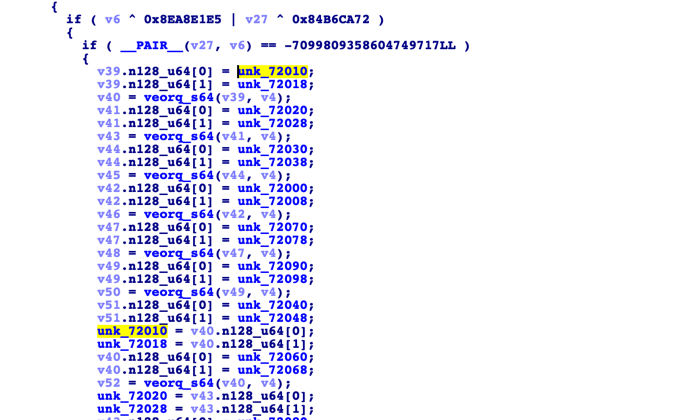 {
if ( v6 ^ 0x8EA8E1E5 | v27 ^ 0x84B6CA72 )
{
if ( __PAIR__(v27, v6) == -7099809358604749717LL )
{
v39.n128_u64[0] = unk_72010;
v39.n128_u64[1] = unk_72018;
v40 = veorq_s64(v39, v4);
v41.n128_u64[0] = unk_72020;
v41.n128_u64[1] = unk_72028;
v43 = veorq_s64(v41, v4);
v44.n128_u64[0] = unk_72030;
v44.n128_u64[1] = unk_72038;
v45 = veorq_s64(v44, v4);
v42.n128_u64[0] = unk_72000;
v42.n128_u64[1] = unk_72008;
v46 = veorq_s64(v42, v4);
v47.n128_u64[0] = unk_72070;
v47.n128_u64[1] = unk_72078;
v48 = veorq_s64(v47, v4);
v49.n128_u64[0] = unk_72090;
v49.n128_u64[1] = unk_72098;
v50 = veorq_s64(v49, v4);
v51.n128_u64[0] = unk_72040;
v51.n128_u64[1] = unk_72048;
unk_72010 = v40.n128_u64[0];
unk_72018 = v40.n128_u64[1];
v40.n128_u64[0] = unk_72060;
v40.n128_u64[1] = unk_72068;
v52 = veorq_s64(v40, v4);
unk_72020 = v43.n128_u64[0];
unk_72028 = v43.n128_u64[1];